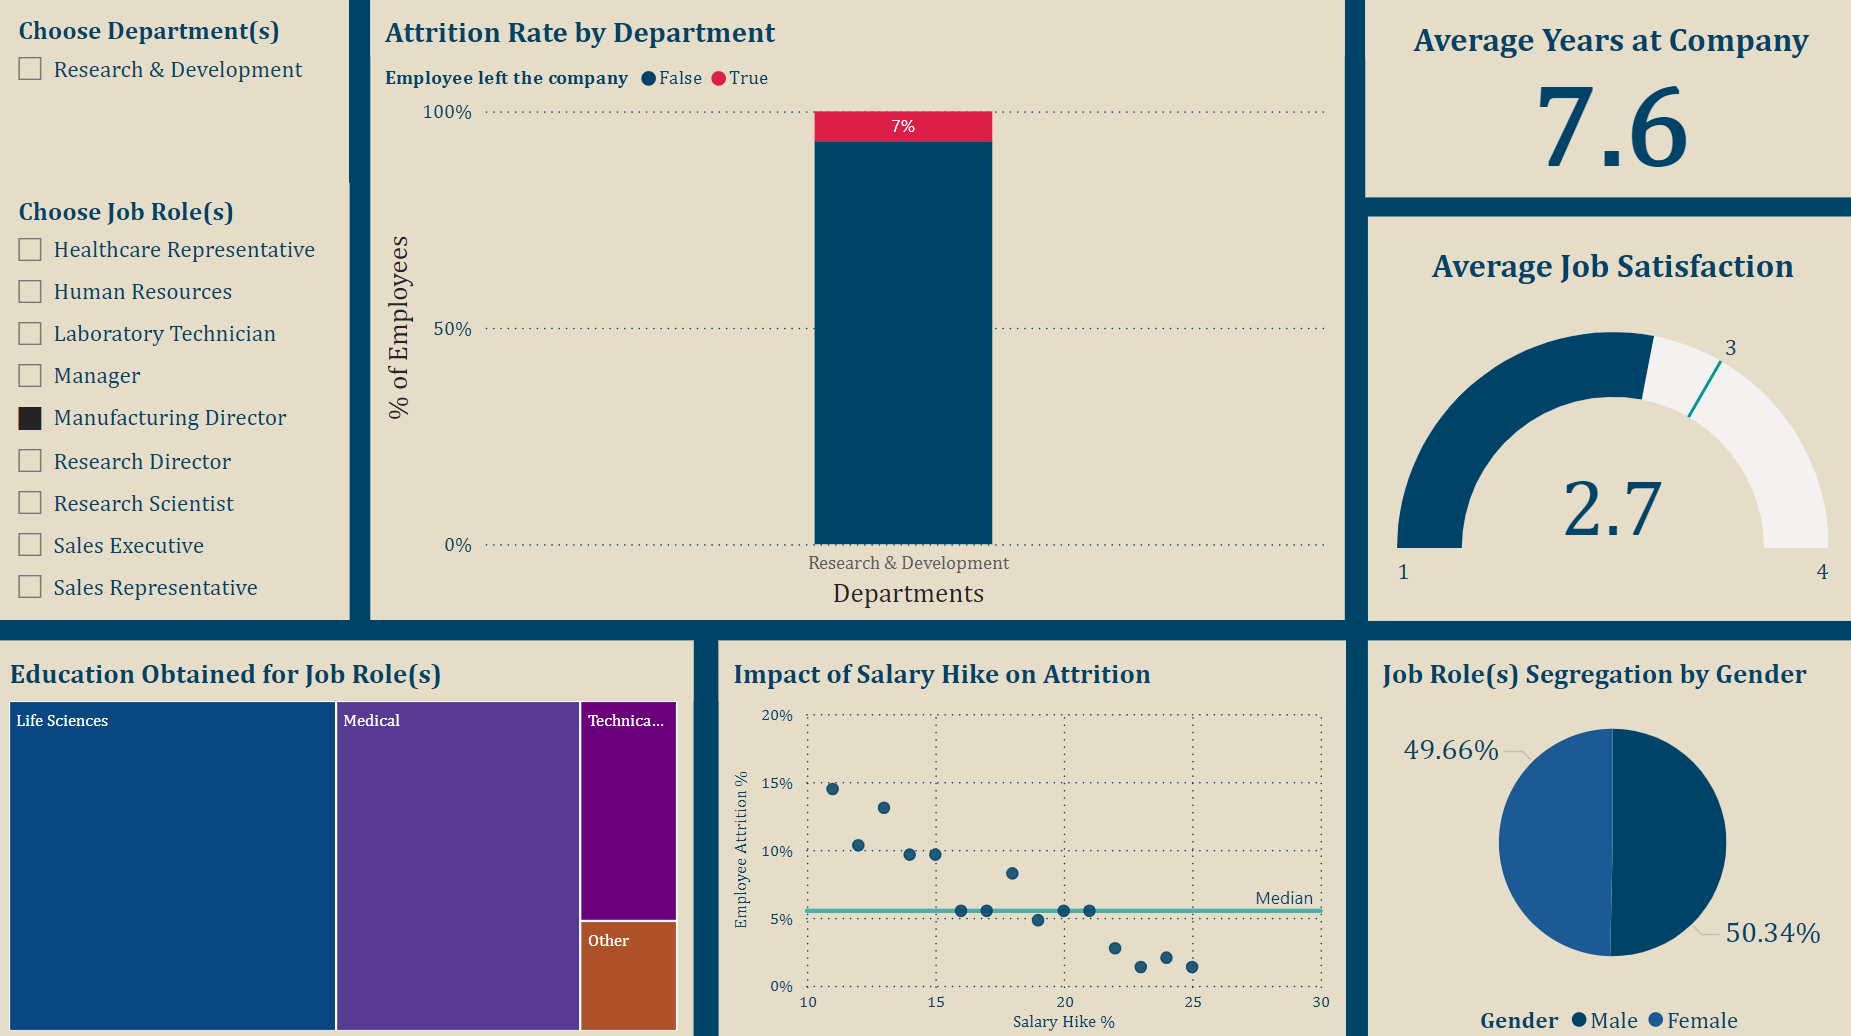 Choose Department(s)
Research & Development
Choose Job Role(s)
Healthcare Representative
Human Resources
Laboratory Technician
Manager
Manufacturing Director
Research Director
Research Scientist
Sales Executive
Sales Representative
Attrition Rate by Department
Employee left the company False True
100%
7%
50%
0%
% of Employees
Research & Development
Departments
Average Years at Company
7.6
Average Job Satisfaction
3
2.7
1
4
Education Obtained for Job Role(s)
Life Sciences
Medical
Technica...
Other
Impact of Salary Hike on Attrition
20%
15%
10%
5%
0%
Employee Attrition %
Median
10 15 20 25 30
Salary Hike %
Job Role(s) Segregation by Gender
49.66%
50.34%
Gender Male Female